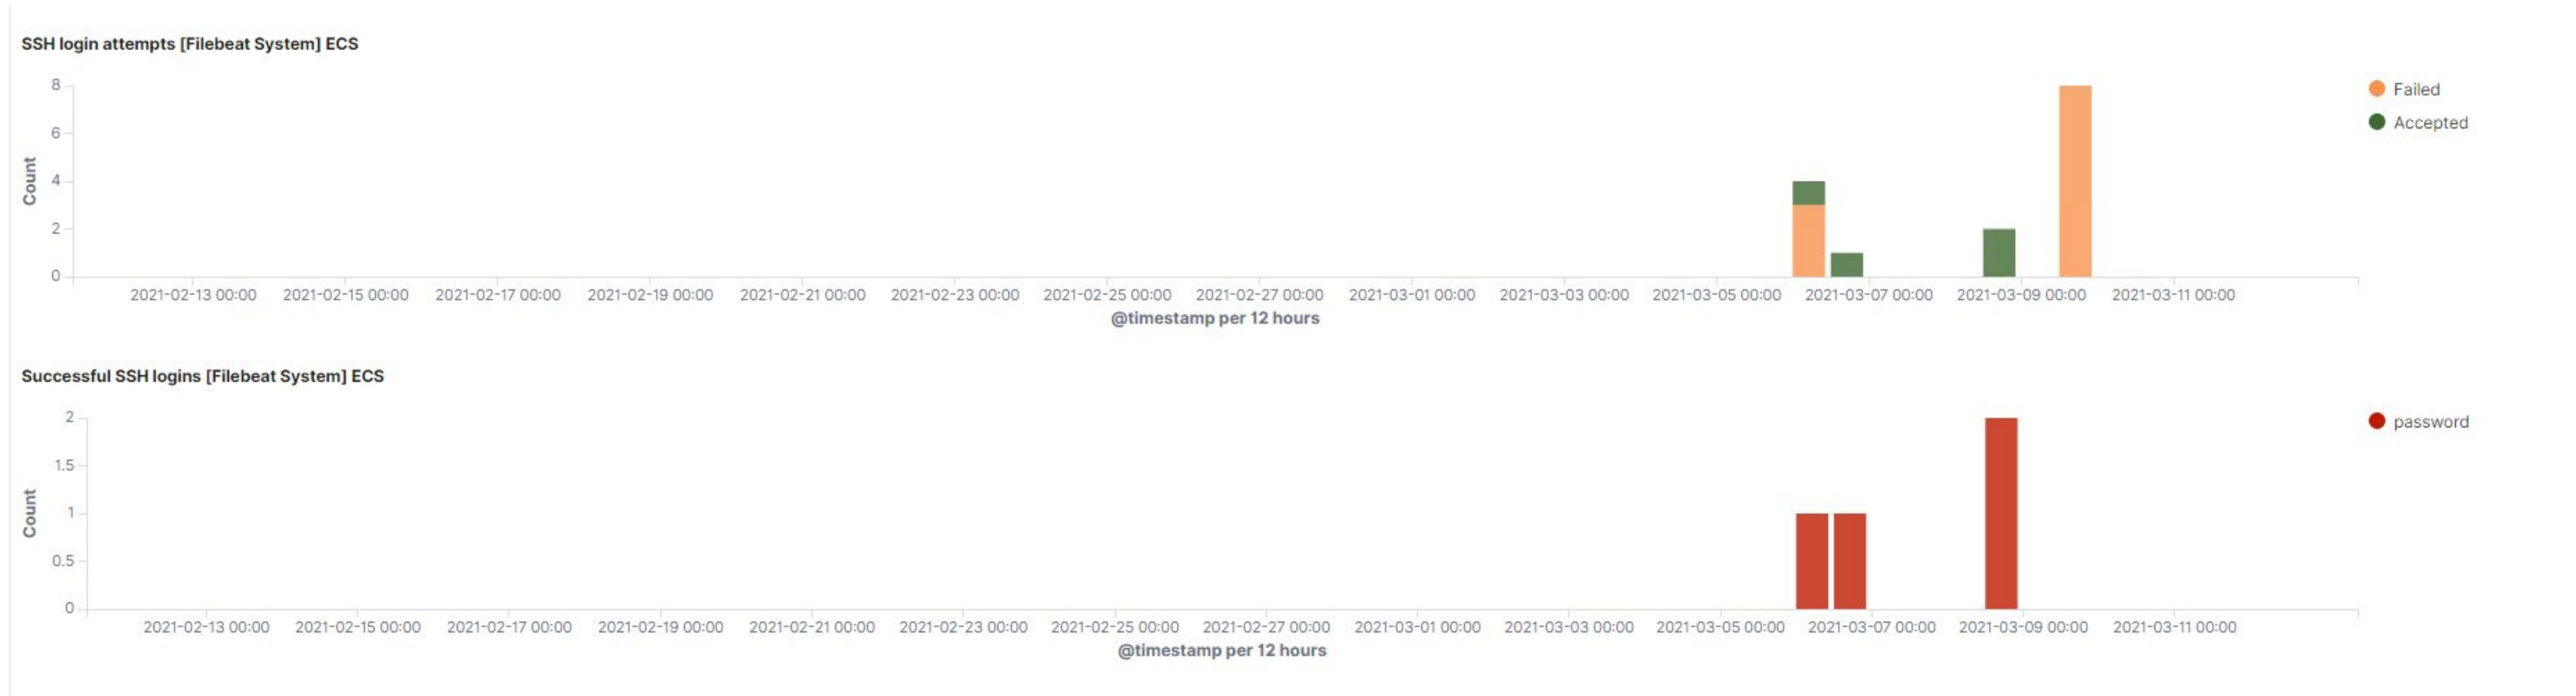 SSH login attempts [Filebeat System] ECS
8
6
4
2
0
Count
Failed
Accepted
2021-02-13 00:00 2021-02-15 00:00 2021-02-17 00:00 2021-02-19 00:00 2021-02-21 00:00 2021-02-23 00:00 2021-02-25 00:00 2021-02-27 00:00 2021-03-01 00:00 2021-03-03 00:00 2021-03-05 00:00 2021-03-07 00:00 2021-03-09 00:00 2021-03-11 00:00
@timestamp per 12 hours
Successful SSH logins [Filebeat System] ECS
2
1.5
1
0.5
0
Count
password
2021-02-13 00:00 2021-02-15 00:00 2021-02-17 00:00 2021-02-19 00:00 2021-02-21 00:00 2021-02-23 00:00 2021-02-25 00:00 2021-02-27 00:00 2021-03-01 00:00 2021-03-03 00:00 2021-03-05 00:00 2021-03-07 00:00 2021-03-09 00:00 2021-03-11 00:00
@timestamp per 12 hours